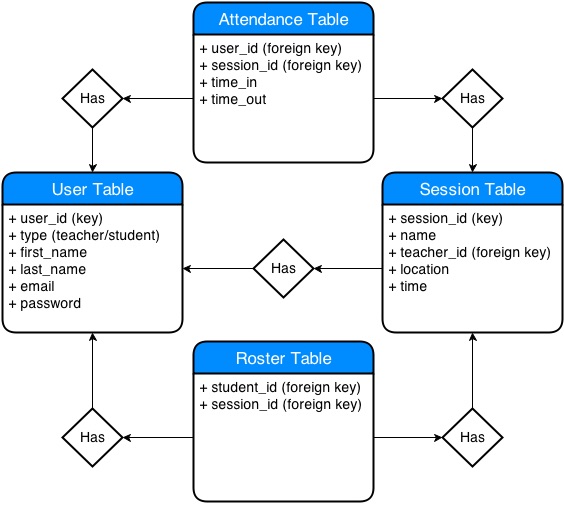 Attendance Table
+ user_id (foreign key)
+ session_id (foreign key)
+ time_in
+ time_out
Has
Has
User Table
+ user_id (key)
+ type (teacher/student)
+ first_name
+ last_name
+ email
+ password
Has
Session Table
+ session_id (key)
+ name
+ teacher_id (foreign key)
+ location
+ time
Roster Table
+ student_id (foreign key)
+ session_id (foreign key)
Has
Has